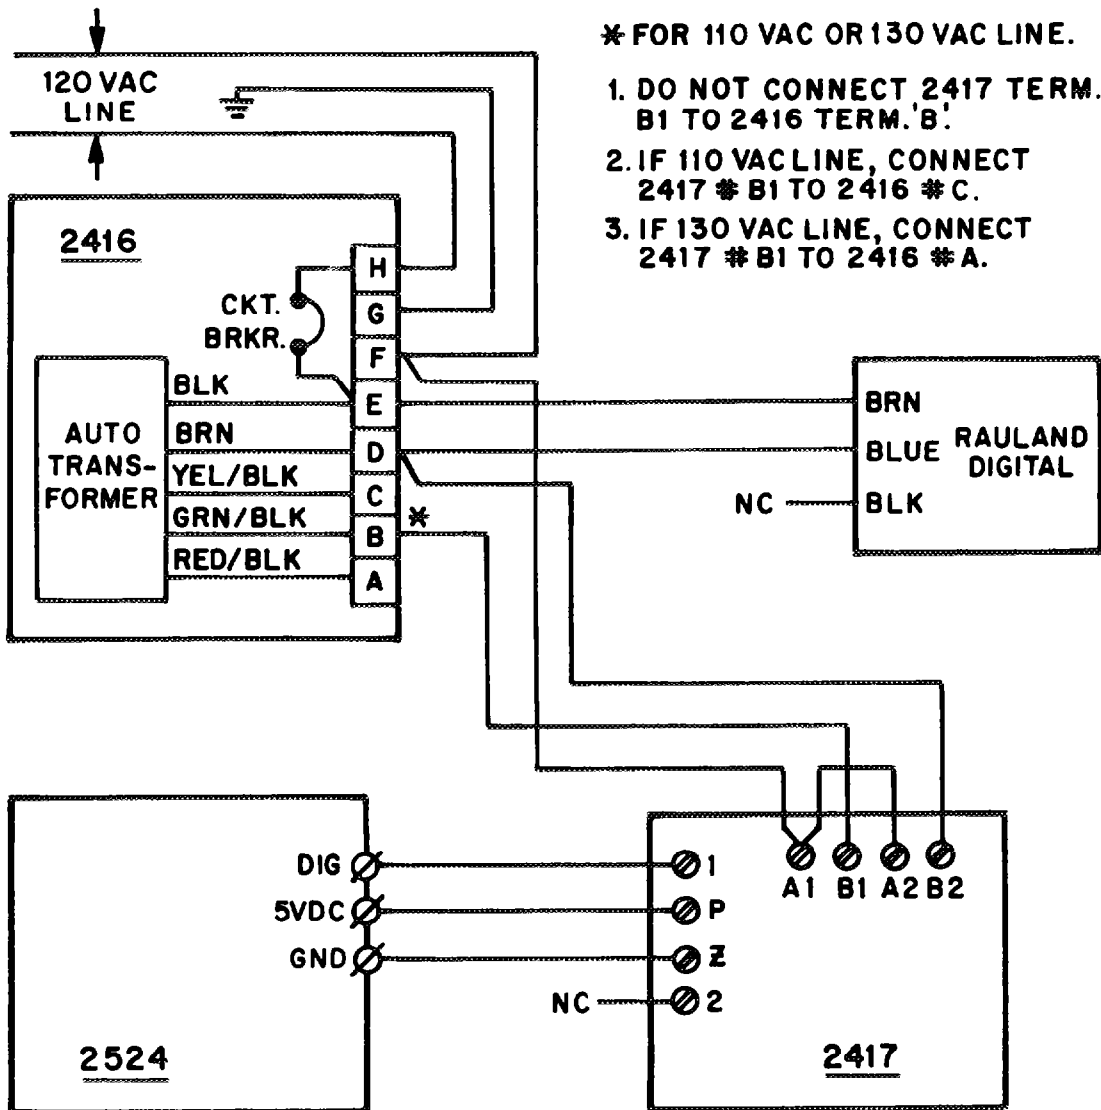 * FOR 110 VAC OR 130 VAC LINE.
1. DO NOT CONNECT 2417 TERM.
B1 TO 2416 TERM.'B'.
2. IF 110 VAC LINE, CONNECT
2417 # B1 TO 2416 # C.
3. IF 130 VAC LINE, CONNECT
2417 # B1 TO 2416 # A.
120 VAC
LINE
2416
CKT.
BRKR.
H
G
F
E
D
C
B
A
*
AUTO
TRANS-
FORMER
BLK
BRN
YEL/BLK
GRN/BLK
RED/BLK
BRN
BLUE
BLK
NC
RAULAND
DIGITAL
DIG
5VDC
GND
2524
1
P
Z
2
NC
A1 B1 A2 B2
2417